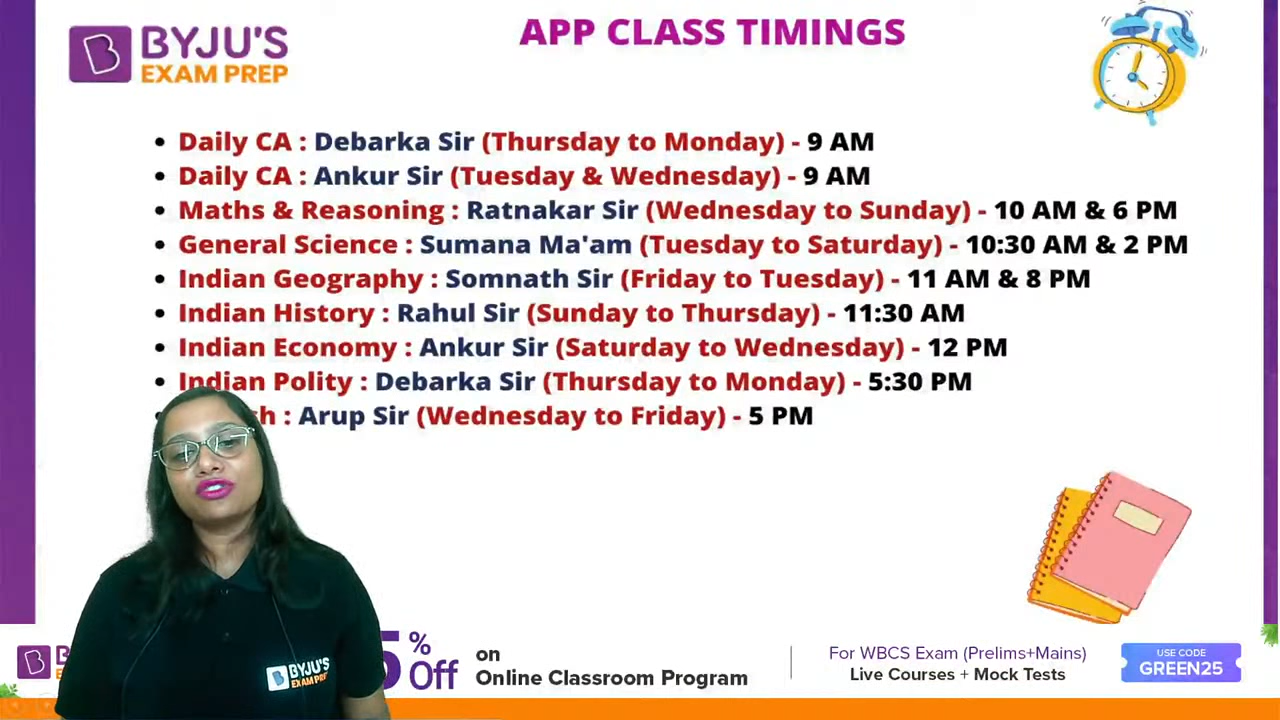 BYJU'S
EXAM PREP
APP CLASS TIMINGS
Daily CA : Debarka Sir (Thursday to Monday) - 9 AM
Daily CA : Ankur Sir (Tuesday & Wednesday) - 9 AM
Maths & Reasoning : Ratnakar Sir (Wednesday to Sunday) - 10 AM & 6 PM
General Science : Sumana Ma'am (Tuesday to Saturday) - 10:30 AM & 2 PM
Indian Geography : Somnath Sir (Friday to Tuesday) - 11 AM & 8 PM
Indian History : Rahul Sir (Sunday to Thursday) - 11:30 AM
Indian Economy : Ankur Sir (Saturday to Wednesday) - 12 PM
Indian Polity : Debarka Sir (Thursday to Monday) - 5:30 PM
: Arup Sir (Wednesday to Friday) - 5 PM
BYJU'S
EXAM PREP
% Off
on
Online Classroom Program
For WBCS Exam (Prelims+Mains)
Live Courses + Mock Tests
USE CODE
GREEN25